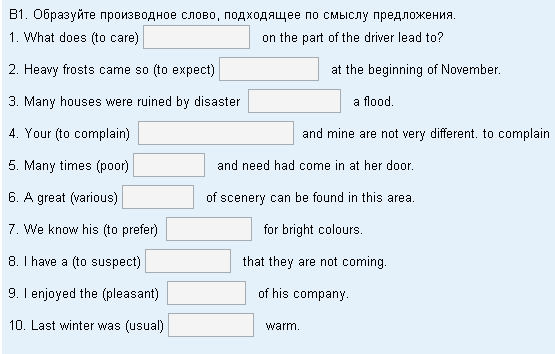 В1. Образуйте производное слово, подходящее по смыслу предложения.
1. What does (to care) on the part of the driver lead to?
2. Heavy frosts came so (to expect) at the beginning of November.
3. Many houses were ruined by disaster a flood.
4. Your (to complain) and mine are not very different. to complain
5. Many times (poor) and need had come in at her door.
6. A great (various) of scenery can be found in this area.
7. We know his (to prefer) for bright colours.
8. I have a (to suspect) that they are not coming.
9. I enjoyed the (pleasant) of his company.
10. Last winter was (usual) warm.